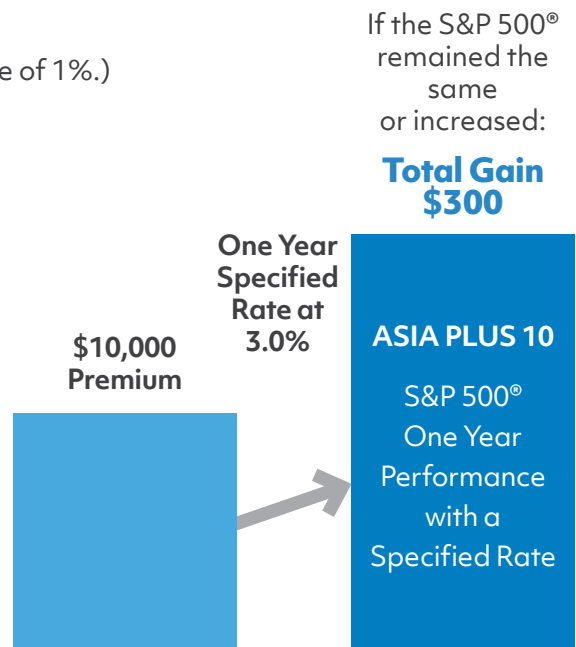 e of 1%.)
If the S&P 500®
remained the
same
or increased:
Total Gain
$300
One Year
Specified
Rate at
3.0%
$10,000
Premium
ASIA PLUS 10
S&P 500®
One Year
Performance
with a
Specified Rate